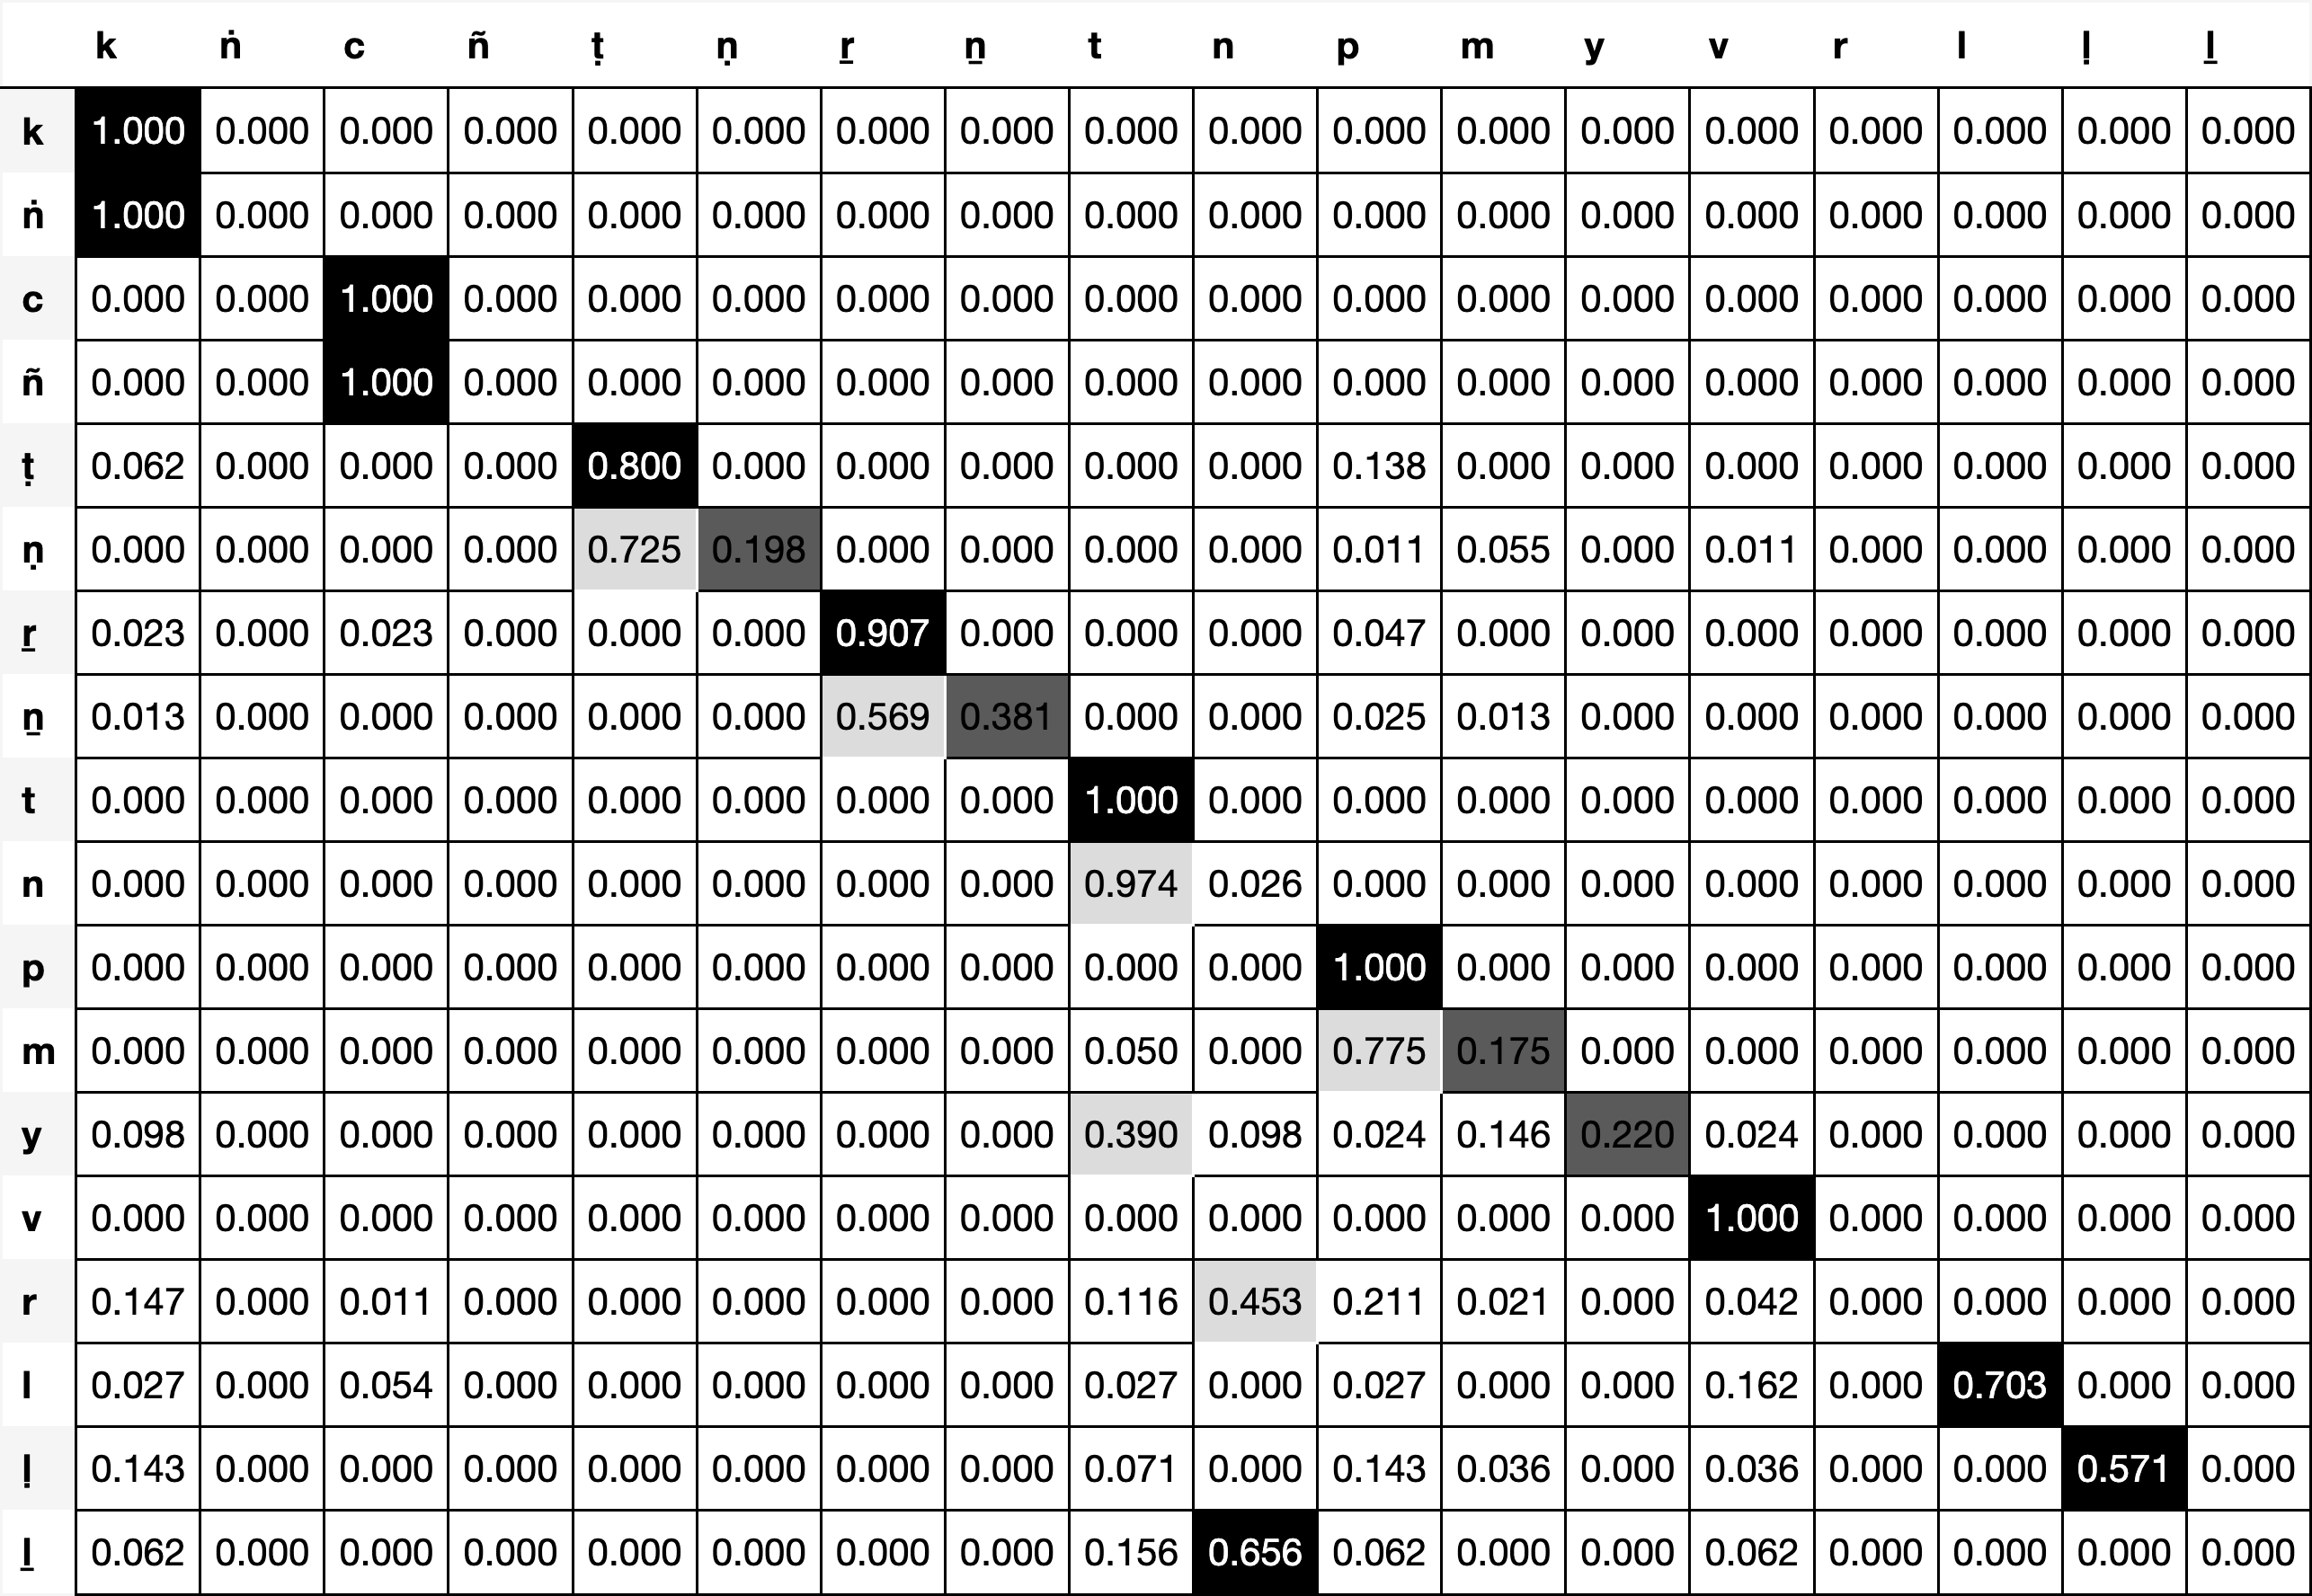 k ṅ c ñ ṭ ṇ ṟ ṉ t n p m y v r l ḷ ḻ
k 1.000 0.000 0.000 0.000 0.000 0.000 0.000 0.000 0.000 0.000 0.000 0.000 0.000 0.000 0.000 0.000 0.000 0.000
ṅ 1.000 0.000 0.000 0.000 0.000 0.000 0.000 0.000 0.000 0.000 0.000 0.000 0.000 0.000 0.000 0.000 0.000 0.000
c 0.000 0.000 1.000 0.000 0.000 0.000 0.000 0.000 0.000 0.000 0.000 0.000 0.000 0.000 0.000 0.000 0.000 0.000
ñ 0.000 0.000 1.000 0.000 0.000 0.000 0.000 0.000 0.000 0.000 0.000 0.000 0.000 0.000 0.000 0.000 0.000 0.000
ṭ 0.062 0.000 0.000 0.000 0.800 0.000 0.000 0.000 0.000 0.000 0.138 0.000 0.000 0.000 0.000 0.000 0.000 0.000
ṇ 0.000 0.000 0.000 0.000 0.725 0.198 0.000 0.000 0.000 0.000 0.011 0.055 0.000 0.011 0.000 0.000 0.000 0.000
ṟ 0.023 0.000 0.023 0.000 0.000 0.000 0.907 0.000 0.000 0.000 0.047 0.000 0.000 0.000 0.000 0.000 0.000 0.000
ṉ 0.013 0.000 0.000 0.000 0.000 0.000 0.569 0.381 0.000 0.000 0.025 0.013 0.000 0.000 0.000 0.000 0.000 0.000
t 0.000 0.000 0.000 0.000 0.000 0.000 0.000 0.000 1.000 0.000 0.000 0.000 0.000 0.000 0.000 0.000 0.000 0.000
n 0.000 0.000 0.000 0.000 0.000 0.000 0.000 0.000 0.974 0.026 0.000 0.000 0.000 0.000 0.000 0.000 0.000 0.000
p 0.000 0.000 0.000 0.000 0.000 0.000 0.000 0.000 0.000 0.000 1.000 0.000 0.000 0.000 0.000 0.000 0.000 0.000
m 0.000 0.000 0.000 0.000 0.000 0.000 0.000 0.000 0.050 0.000 0.775 0.175 0.000 0.000 0.000 0.000 0.000 0.000
y 0.098 0.000 0.000 0.000 0.000 0.000 0.000 0.000 0.390 0.098 0.024 0.146 0.220 0.024 0.000 0.000 0.000 0.000
v 0.000 0.000 0.000 0.000 0.000 0.000 0.000 0.000 0.000 0.000 0.000 0.000 0.000 1.000 0.000 0.000 0.000 0.000
r 0.147 0.000 0.011 0.000 0.000 0.000 0.000 0.000 0.116 0.453 0.211 0.021 0.000 0.042 0.000 0.000 0.000 0.000
l 0.027 0.000 0.054 0.000 0.000 0.000 0.000 0.000 0.027 0.000 0.027 0.000 0.000 0.162 0.000 0.703 0.000 0.000
ḷ 0.143 0.000 0.000 0.000 0.000 0.000 0.000 0.000 0.071 0.000 0.143 0.036 0.000 0.036 0.000 0.000 0.571 0.000
ḻ 0.062 0.000 0.000 0.000 0.000 0.000 0.000 0.000 0.156 0.656 0.062 0.000 0.000 0.062 0.000 0.000 0.000 0.000